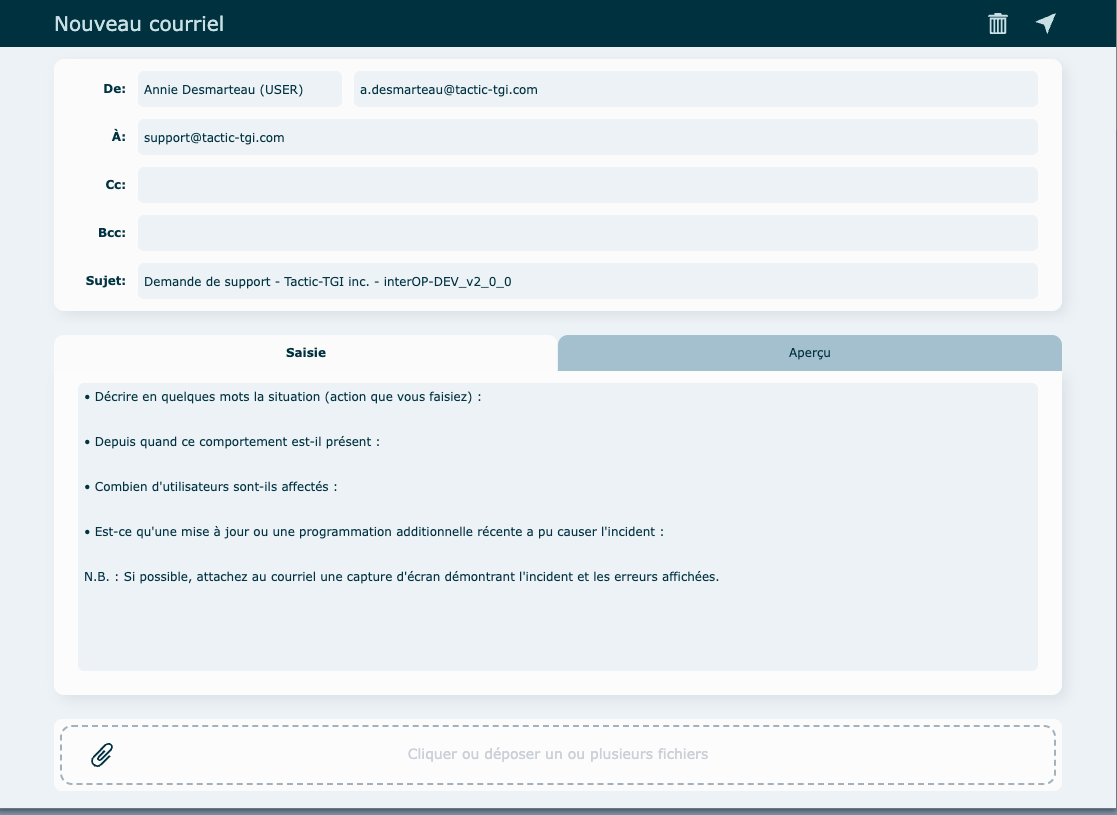 Nouveau courriel
De: Annie Desmarteau (USER) a.desmarteau@tactic-tgi.com
À: support@tactic-tgi.com
Cc:
Bcc:
Sujet: Demande de support - Tactic-TGI inc. - interOP-DEV_v2_0_0
Saisie Aperçu
• Décrire en quelques mots la situation (action que vous faisiez) :
• Depuis quand ce comportement est-il présent :
• Combien d'utilisateurs sont-ils affectés :
• Est-ce qu'une mise à jour ou une programmation additionnelle récente a pu causer l'incident :
N.B. : Si possible, attachez au courriel une capture d'écran démontrant l'incident et les erreurs affichées.
Cliquer ou déposer un ou plusieurs fichiers